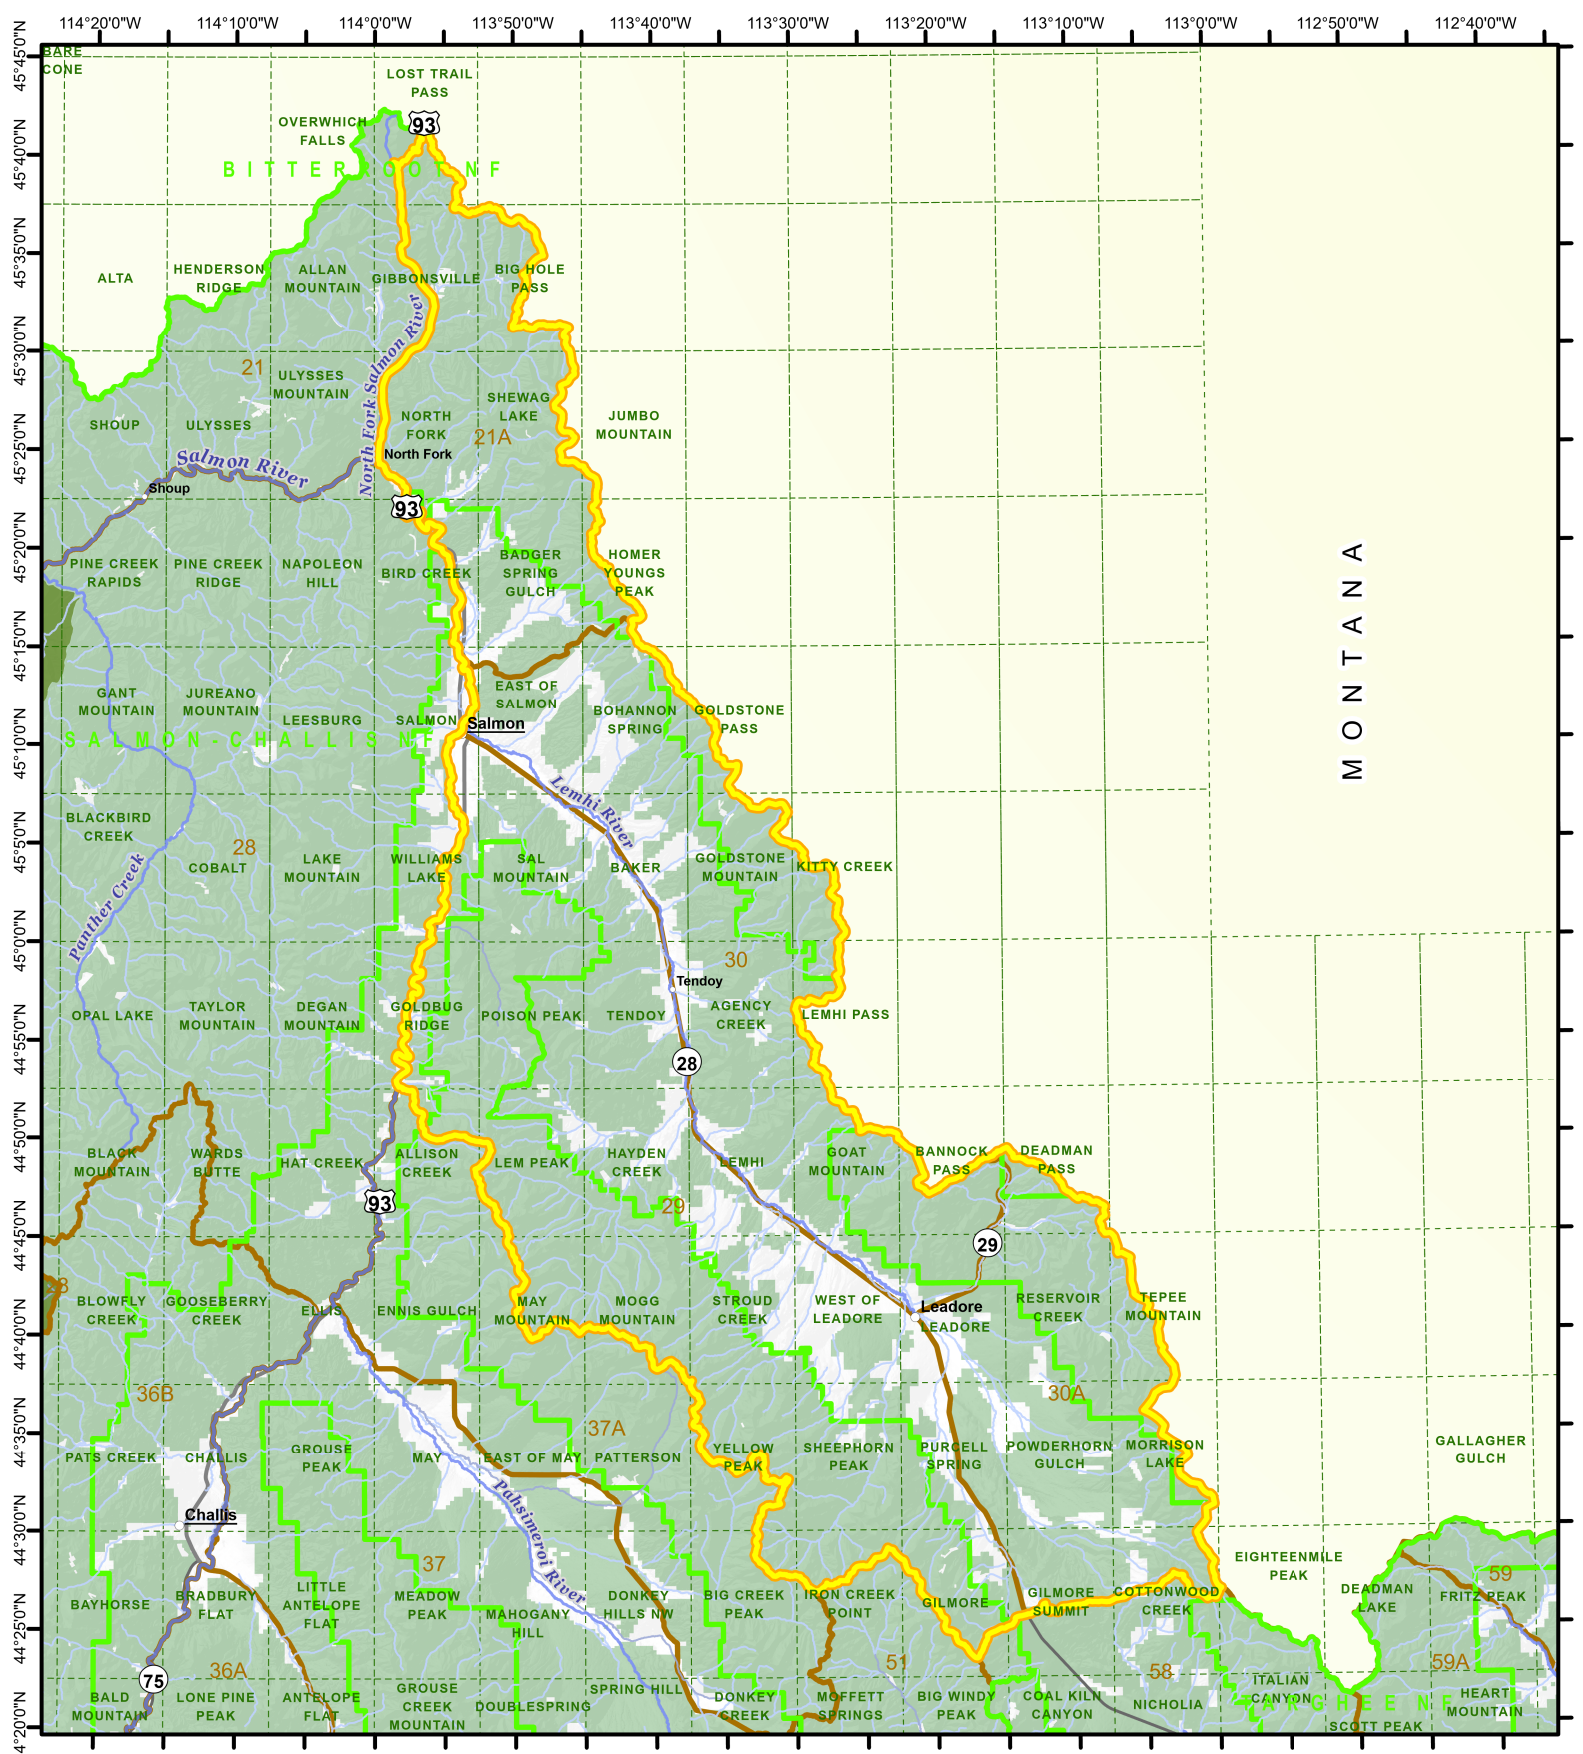 114°20'0"W
114°10'0"W
114°0'0"W
113°50'0"W
113°40'0"W
113°30'0"W
113°20'0"W
113°10'0"W
113°0'0"W
112°50'0"W
112°40'0"W
45°45'0"N
45°40'0"N
45°35'0"N
45°30'0"N
45°25'0"N
45°20'0"N
45°15'0"N
45°10'0"N
45°5'0"N
45°0'0"N
44°55'0"N
44°50'0"N
44°45'0"N
44°40'0"N
44°35'0"N
44°30'0"N
44°25'0"N
4°20'0"N
BARE
CONE
LOST TRAIL
PASS
93
OVERWHICH
FALLS
BITTERROOT NF
ALTA
HENDERSON
RIDGE
ALLAN
MOUNTAIN
GIBBONSVILLE
BIG HOLE
PASS
North Fork Salmon River
21
ULYSSES
MOUNTAIN
SHEWAG
LAKE
SHOUP
ULYSSES
NORTH
FORK
21A
JUMBO
MOUNTAIN
North Fork
Salmon River
Shoup
93
PINE CREEK
RAPIDS
PINE CREEK
RIDGE
NAPOLEON
HILL
BIRD CREEK
BADGER
SPRING
GULCH
HOMER
YOUNGS
PEAK
MONTANA
GANT
MOUNTAIN
JUREANO
MOUNTAIN
LEESBURG
SALMON
Salmon
EAST OF
SALMON
BOHANNON
SPRING
GOLDSTONE
PASS
SALMON-CHALLIS NF
Lemhi River
BLACKBIRD
CREEK
28
COBALT
LAKE
MOUNTAIN
WILLIAMS
LAKE
SAL
MOUNTAIN
BAKER
GOLDSTONE
MOUNTAIN
KITTY CREEK
Panther Creek
30
Tendoy
OPAL LAKE
TAYLOR
MOUNTAIN
DEGAN
MOUNTAIN
GOLDBUG
RIDGE
POISON PEAK
TENDOY
AGENCY
CREEK
LEMHI PASS
28
BLACK
MOUNTAIN
WARDS
BUTTE
HAT CREEK
ALLISON
CREEK
LEM PEAK
HAYDEN
CREEK
LEMHI
GOAT
MOUNTAIN
BANNOCK
PASS
DEADMAN
PASS
93
29
29
BLOWFLY
CREEK
GOOSEBERRY
CREEK
ELLIS
ENNIS GULCH
MAY
MOUNTAIN
MOGG
MOUNTAIN
STROUD
CREEK
WEST OF
LEADORE
Leadore
LEADORE
RESERVOIR
CREEK
TEPEE
MOUNTAIN
36B
37A
30A
PATS CREEK
CHALLIS
GROUSE
PEAK
MAY
EAST OF MAY
PATTERSON
YELLOW
PEAK
SHEEPHORN
PEAK
PURCELL
SPRING
POWDERHORN
GULCH
MORRISON
LAKE
GALLAGHER
GULCH
Challis
Pahsimeroi River
37
EIGHTEENMILE
PEAK
59
BAYHORSE
BRADBURY
FLAT
LITTLE
ANTELOPE
FLAT
MEADOW
PEAK
MAHOGANY
HILL
DONKEY
HILLS NW
BIG CREEK
PEAK
IRON CREEK
POINT
GILMORE
GILMORE
SUMMIT
COTTONWOOD
CREEK
DEADMAN
LAKE
FRITZ PEAK
75
36A
51
58
59A
BALD
MOUNTAIN
LONE PINE
PEAK
ANTELOPE
FLAT
GROUSE
CREEK
MOUNTAIN
DOUBLESPRING
SPRING HILL
DONKEY
CREEK
MOFFETT
SPRINGS
BIG WINDY
PEAK
COAL KILN
CANYON
NICHOLIA
ITALIAN
CANYON
TARGHEE NF
SCOTT PEAK
HEART
MOUNTAIN